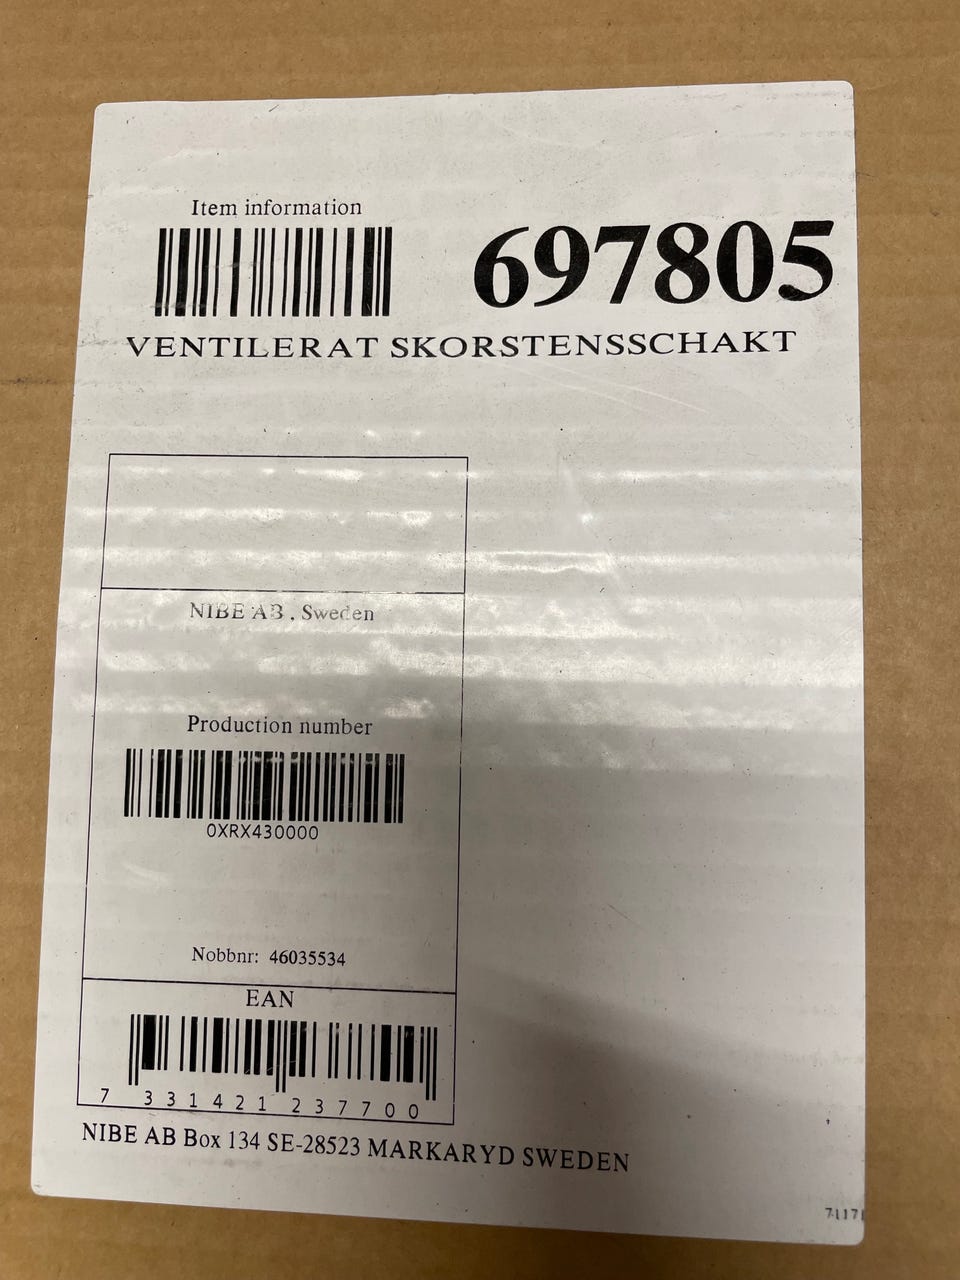 Item information
697805
VENTILERAT SKORSTENSSCHAKT
NIBE AB , Sweden
Production number
0XRX430000
Nobbnr: 46035534
EAN
7 331421 237700
NIBE AB Box 134 SE-28523 MARKARYD SWEDEN